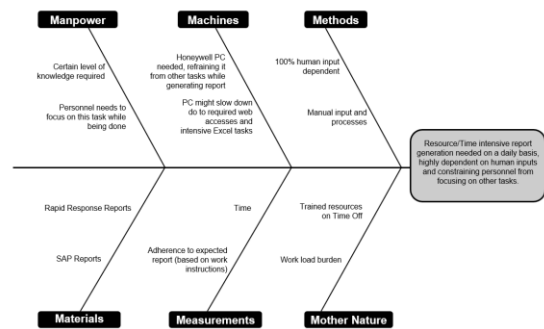 Manpower
Machines
Methods
Certain level of
knowledge required
Personnel needs to
focus on this task while
being done
Honeywell PC
needed, refraining it
from other tasks while
generating report
PC might slow down
do to required web
accesses and
intensive Excel tasks
100% human input
dependent
Manual input and
processes
Resource/Time intensive report
generation needed on a daily basis,
highly dependent on human inputs
and constraining personnel from
focusing on other tasks.
Rapid Response Reports
SAP Reports
Time
Adherence to expected
report (based on work
instructions)
Trained resources
on Time Off
Work load burden
Materials
Measurements
Mother Nature